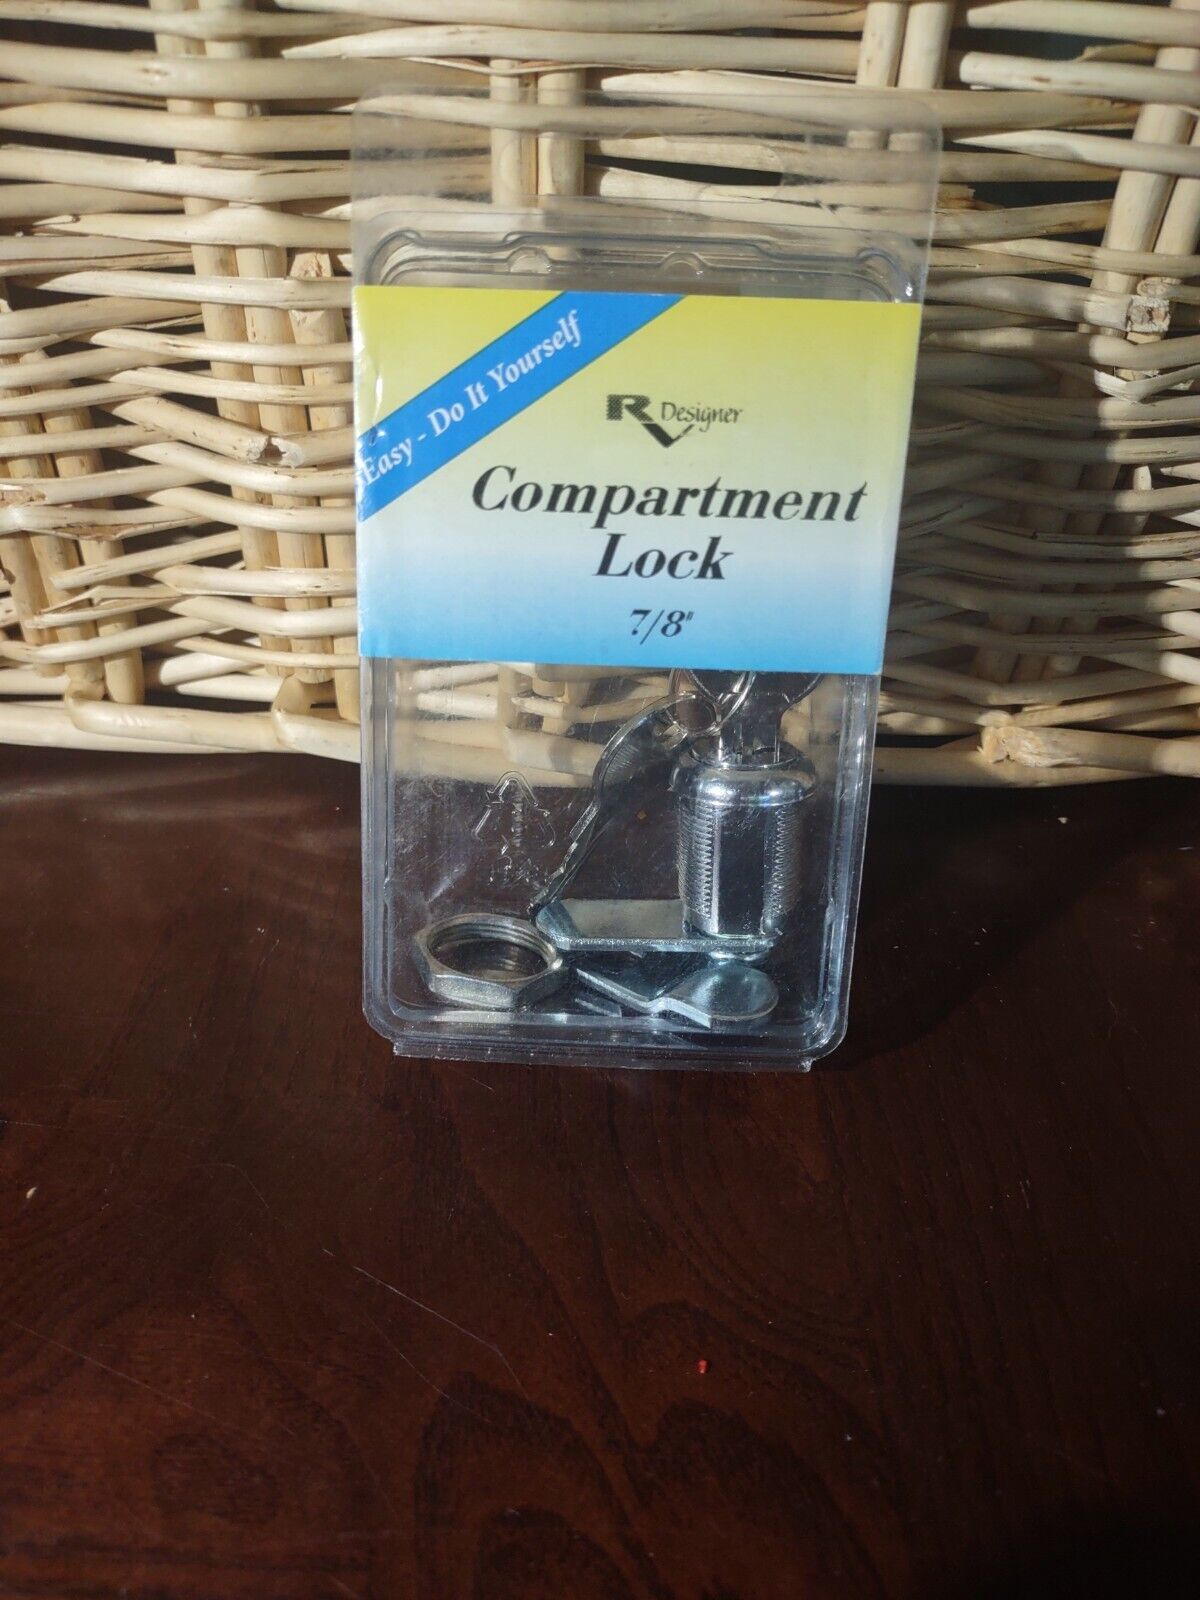 Easy - Do It Yourself
RV Designer
Compartment
Lock
7/8"